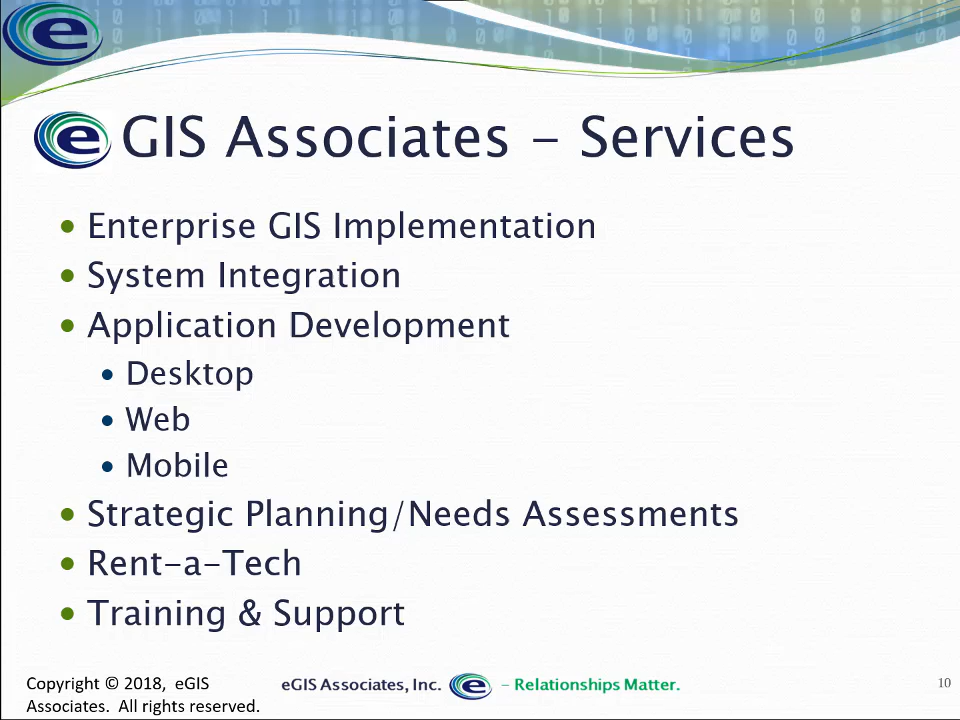 e
e GIS Associates - Services
• Enterprise GIS Implementation
• System Integration
• Application Development
• Desktop
• Web
• Mobile
• Strategic Planning/Needs Assessments
• Rent-a-Tech
• Training & Support
Copyright © 2018, eGIS
Associates. All rights reserved.
eGIS Associates, Inc. e – Relationships Matter.
10